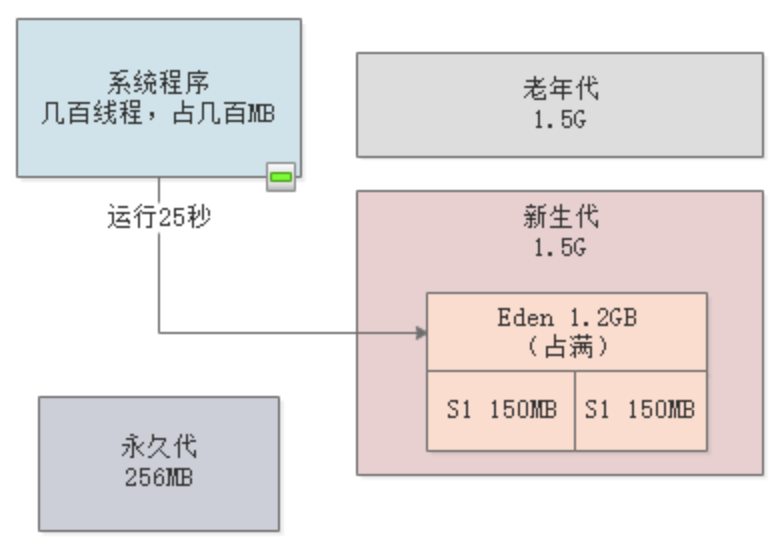 系统程序
几百线程，占几百MB
运行25秒
老年代
1.5G
新生代
1.5G
Eden 1.2GB
（占满）
S1 150MB
S1 150MB
永久代
256MB